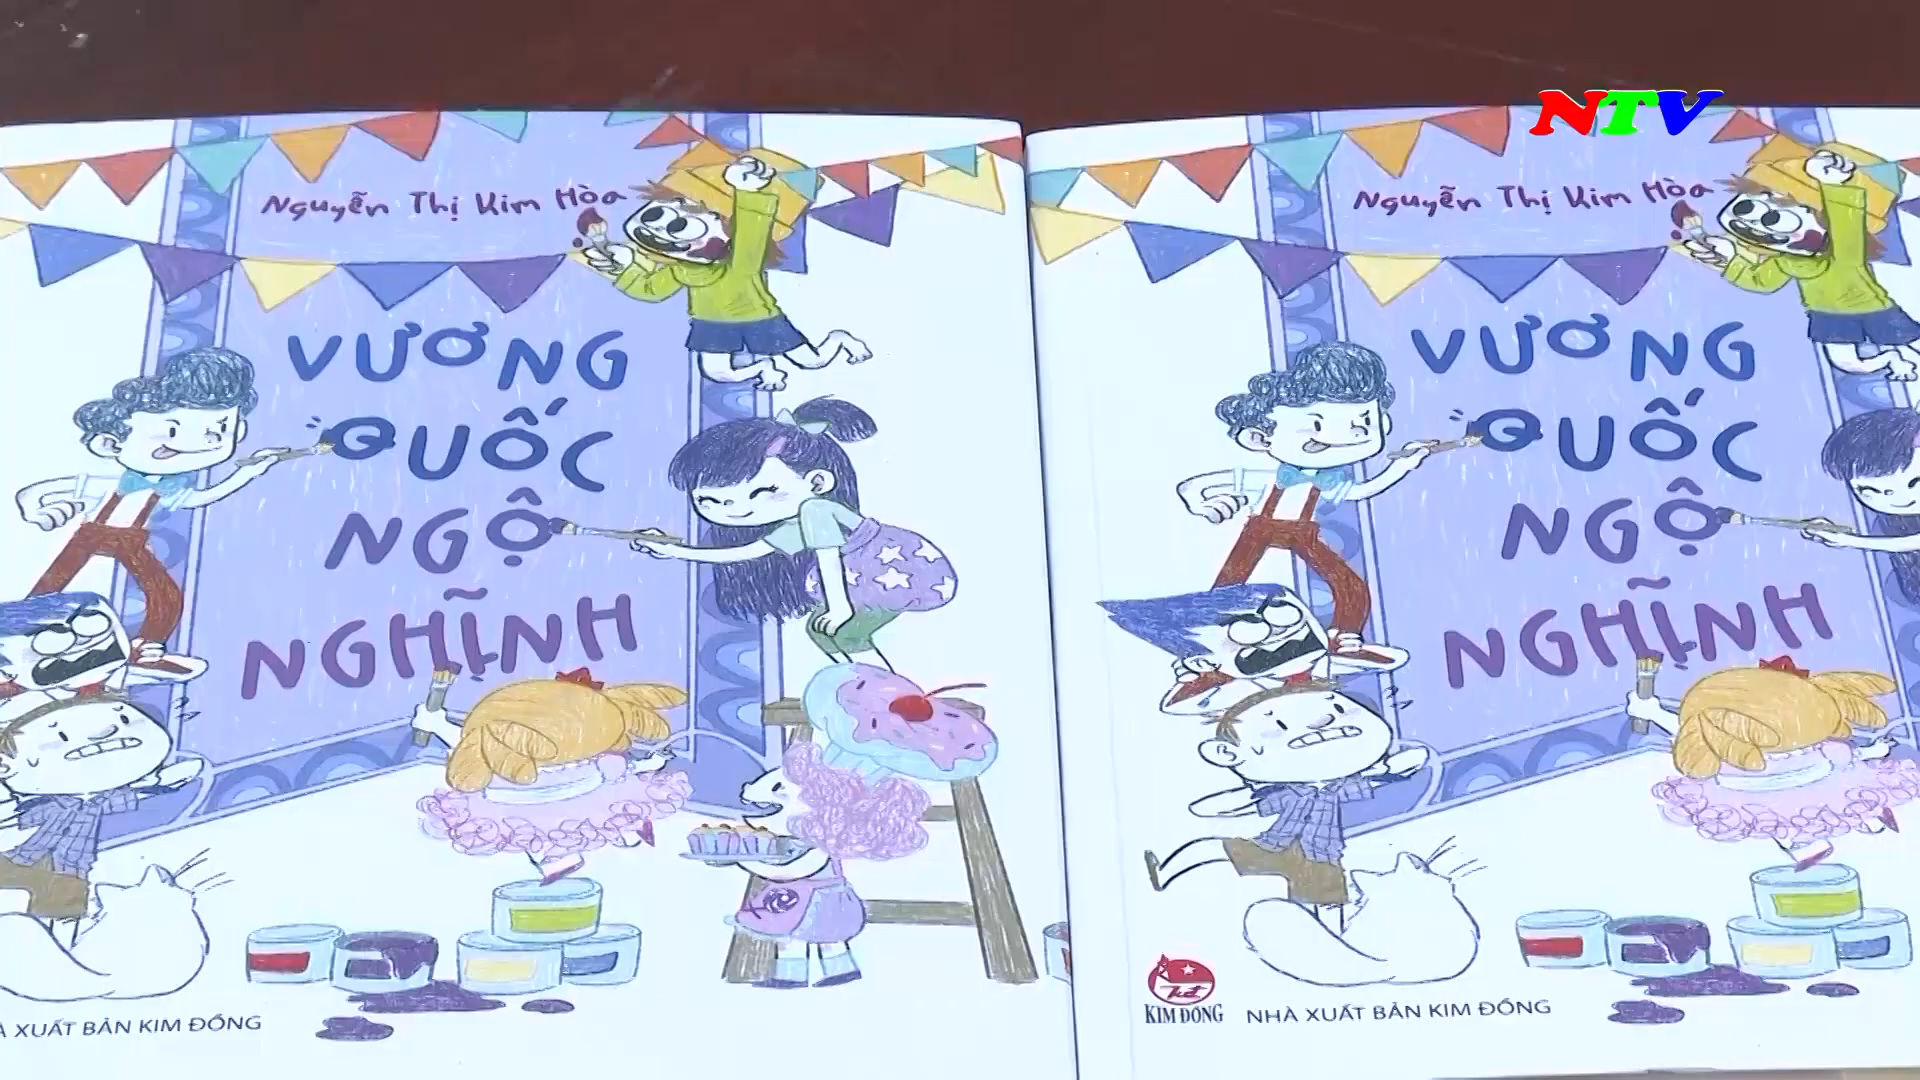 NTV
Nguyễn Thị Kim Hòa
VƯƠNG
QUỐC
NGỘ
NGHĨNH
XUẤT BẢN KIM ĐỒNG
Nguyễn Thị Kim Hòa
VƯƠNG
QUỐC
NGỘ
NGHĨNH
KIM ĐỒNG
NHÀ XUẤT BẢN KIM ĐỒNG